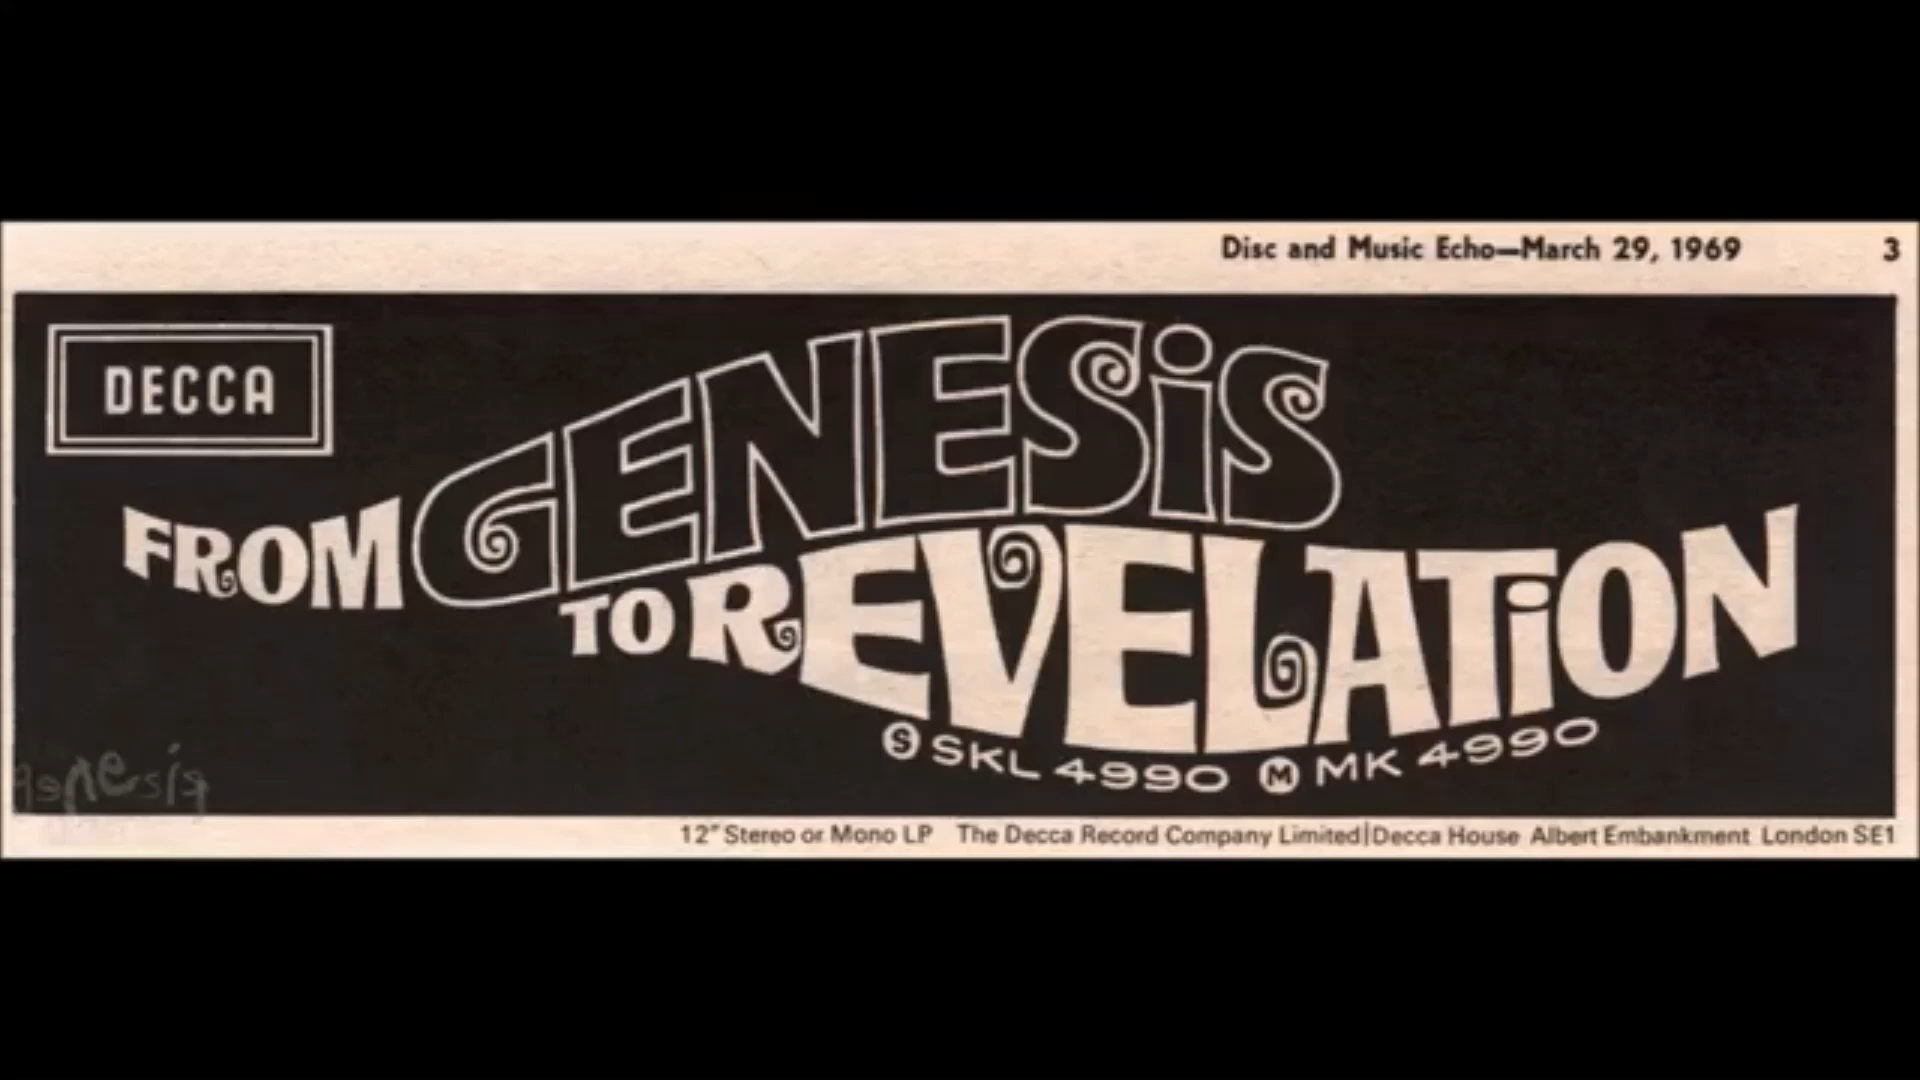 Disc and Music Echo—March 29, 1969 3
DECCA
FROM GENESiS
TO REVELATiON
S SKL 4990 M MK 4990
genesis
12" Stereo or Mono LP The Decca Record Company Limited|Decca House Albert Embankment London SE1